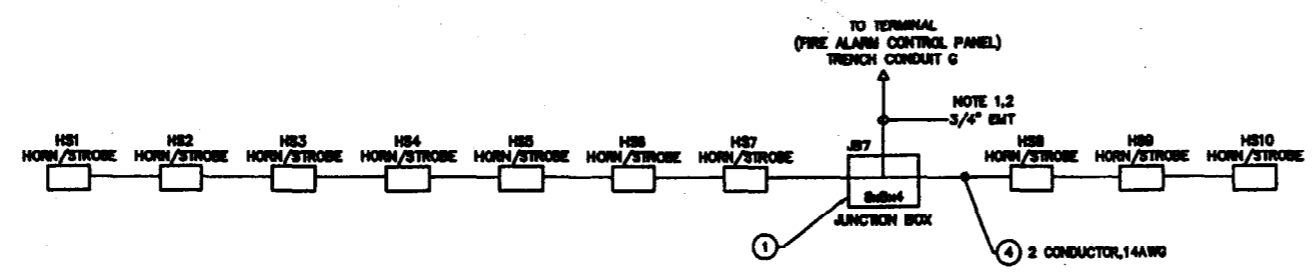 TO TERMINAL
(FIRE ALARM CONTROL PANEL)
TRENCH CONDUIT G
NOTE 1,2
3/4" EMT
HS1
HORN/STROBE
HS2
HORN/STROBE
HS3
HORN/STROBE
HS4
HORN/STROBE
HS5
HORN/STROBE
HS6
HORN/STROBE
HS7
HORN/STROBE
JB7
8x8x4
JUNCTION BOX
HS8
HORN/STROBE
HS9
HORN/STROBE
HS10
HORN/STROBE
1
4 2 CONDUCTOR,14AWG